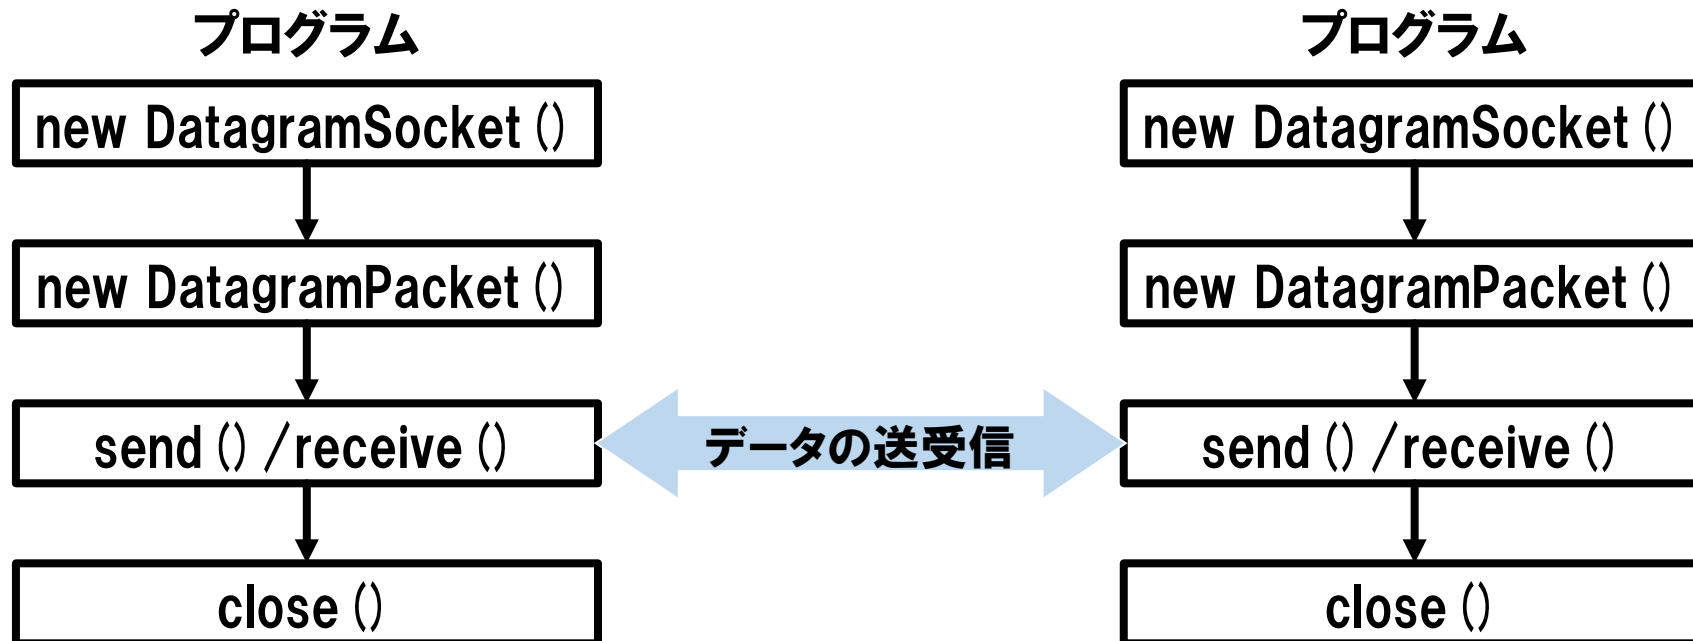 プログラム
new DatagramSocket()
new DatagramPacket()
send()/receive()
close()
データの送受信
プログラム
new DatagramSocket()
new DatagramPacket()
send()/receive()
close()